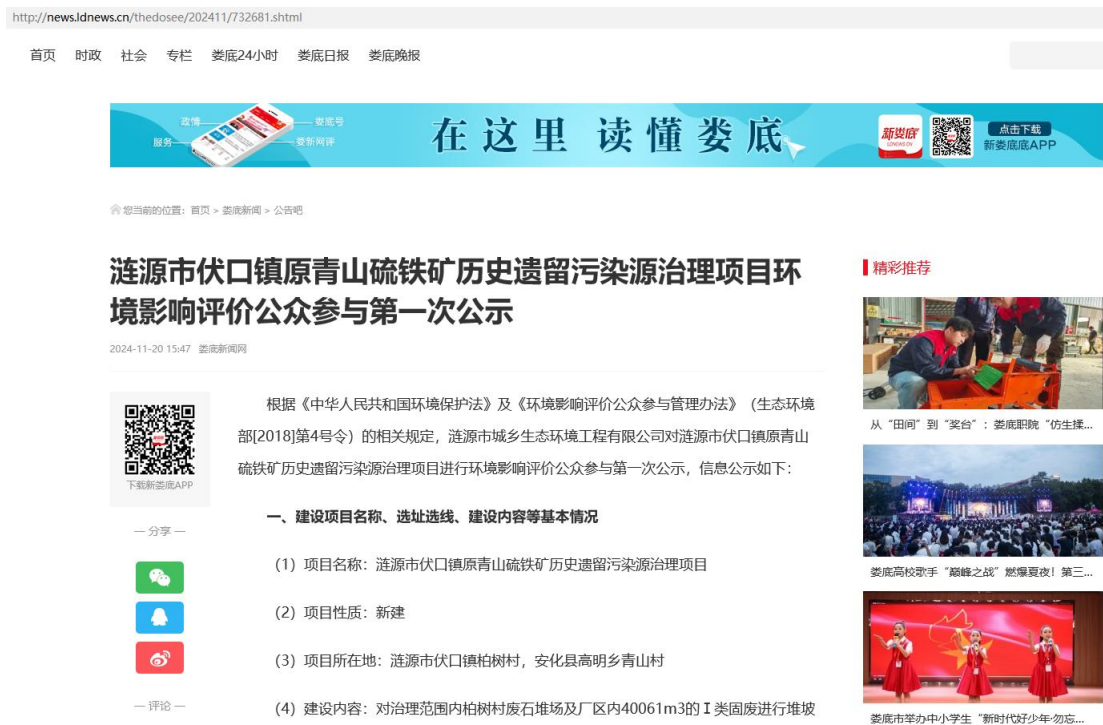 http://news.ldnews.cn/thedosee/202411/732681.shtml
首页 时政 社会 专栏 娄底24小时 娄底日报 娄底晚报
政情
服务
娄底号
娄新网评
在这里 读懂娄底
新娄底
LDNEWS.CN
点击下载
新娄底APP
您当前的位置：首页 > 娄底新闻 > 公告吧
涟源市伏口镇原青山硫铁矿历史遗留污染源治理项目环
境影响评价公众参与第一次公示
2024-11-20 15:47 娄底新闻网
下载新娄底APP
— 分享 —
— 评论 —
根据《中华人民共和国环境保护法》及《环境影响评价公众参与管理办法》（生态环境
部[2018]第4号令）的相关规定，涟源市城乡生态环境工程有限公司对涟源市伏口镇原青山
硫铁矿历史遗留污染源治理项目进行环境影响评价公众参与第一次公示，信息公示如下：
一、建设项目名称、选址选线、建设内容等基本情况
（1）项目名称：涟源市伏口镇原青山硫铁矿历史遗留污染源治理项目
（2）项目性质：新建
（3）项目所在地：涟源市伏口镇柏树村，安化县高明乡青山村
（4）建设内容：对治理范围内柏树村废石堆场及厂区内40061m3的Ⅰ类固废进行堆坡
精彩推荐
从“田间”到“奖台”：娄底职院“仿生揉...
娄底高校歌手“巅峰之战”燃爆夏夜！第三...
娄底市举办中小学生“新时代好少年·勿忘...